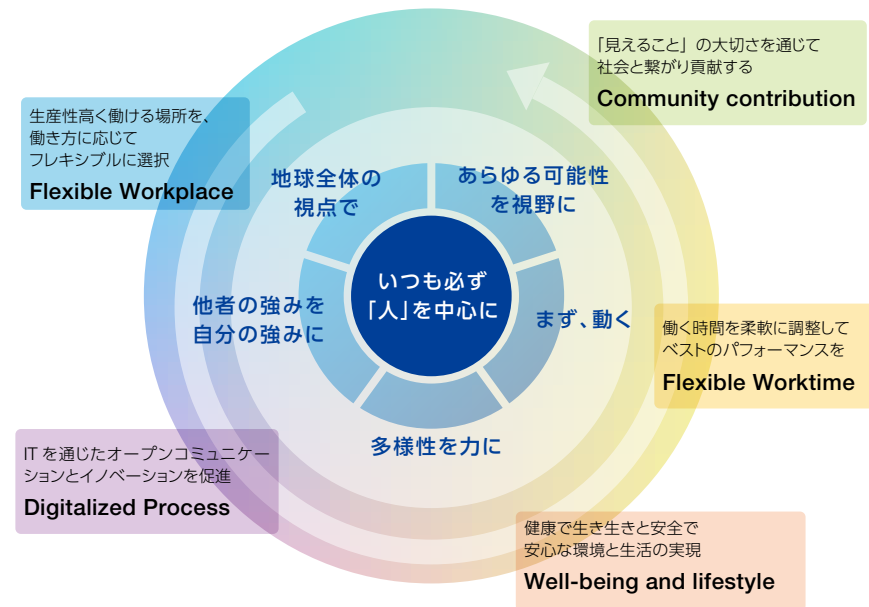 「見えること」の大切さを通じて
社会と繋がり貢献する
Community contribution
生産性高く働ける場所を、
働き方に応じて
フレキシブルに選択
Flexible Workplace
地球全体の
視点で
あらゆる可能性
を視野に
いつも必ず
「人」を中心に
他者の強みを
自分の強みに
まず、動く
多様性を力に
働く時間を柔軟に調整して
ベストのパフォーマンスを
Flexible Worktime
IT を通じたオープンコミュニケー
ションとイノベーションを促進
Digitalized Process
健康で生き生きと安全で
安心な環境と生活の実現
Well-being and lifestyle